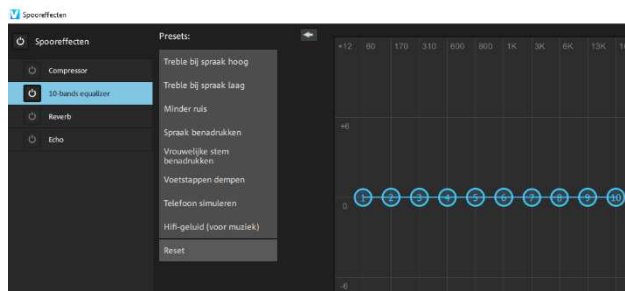 Spooreffecten
Spooreffecten
Compressor
10-bands equalizer
Reverb
Echo
Presets:
Treble bij spraak hoog
Treble bij spraak laag
Minder ruis
Spraak benadrukken
Vrouwelijke stem
benadrukken
Voetstappen dempen
Telefoon simuleren
Hifi-geluid (voor muziek)
Reset
+12 60 170 310 600 800 1K 3K 6K 13K
+6
0 1 2 3 4 5 6 7 8 9 10
-6